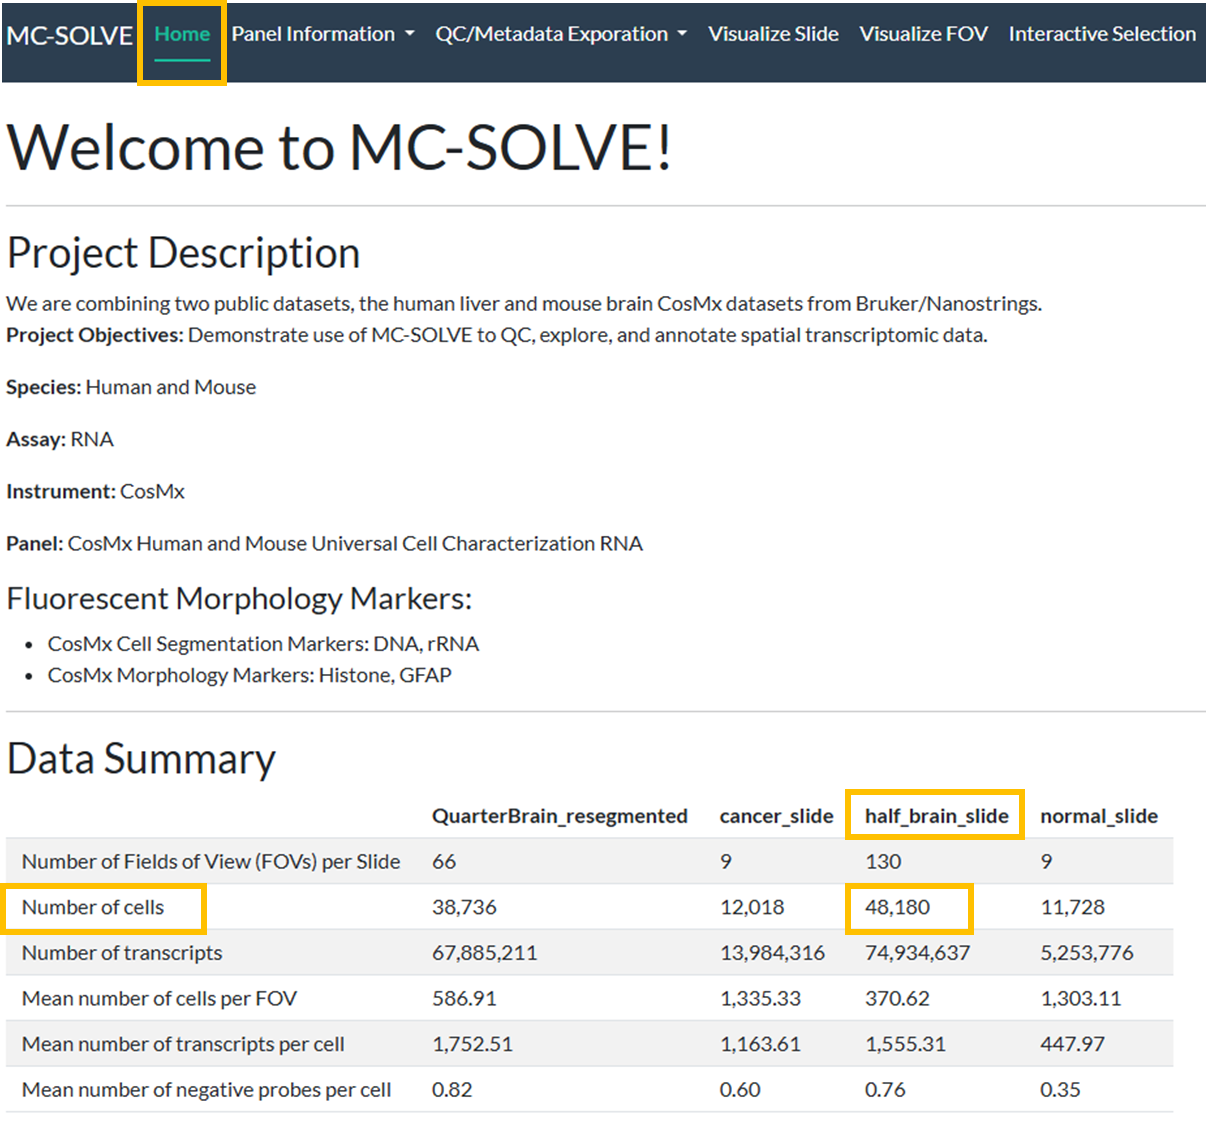 MC-SOLVE Home Panel Information QC/Metadata Exporation Visualize Slide Visualize FOV Interactive Selection
Welcome to MC-SOLVE!
Project Description
We are combining two public datasets, the human liver and mouse brain CosMx datasets from Bruker/Nanostrings.
Project Objectives: Demonstrate use of MC-SOLVE to QC, explore, and annotate spatial transcriptomic data.
Species: Human and Mouse
Assay: RNA
Instrument: CosMx
Panel: CosMx Human and Mouse Universal Cell Characterization RNA
Fluorescent Morphology Markers:
• CosMx Cell Segmentation Markers: DNA, rRNA
• CosMx Morphology Markers: Histone, GFAP
Data Summary
QuarterBrain_resegmented cancer_slide half_brain_slide normal_slide
Number of Fields of View (FOVs) per Slide 66 9 130 9
Number of cells 38,736 12,018 48,180 11,728
Number of transcripts 67,885,211 13,984,316 74,934,637 5,253,776
Mean number of cells per FOV 586.91 1,335.33 370.62 1,303.11
Mean number of transcripts per cell 1,752.51 1,163.61 1,555.31 447.97
Mean number of negative probes per cell 0.82 0.60 0.76 0.35